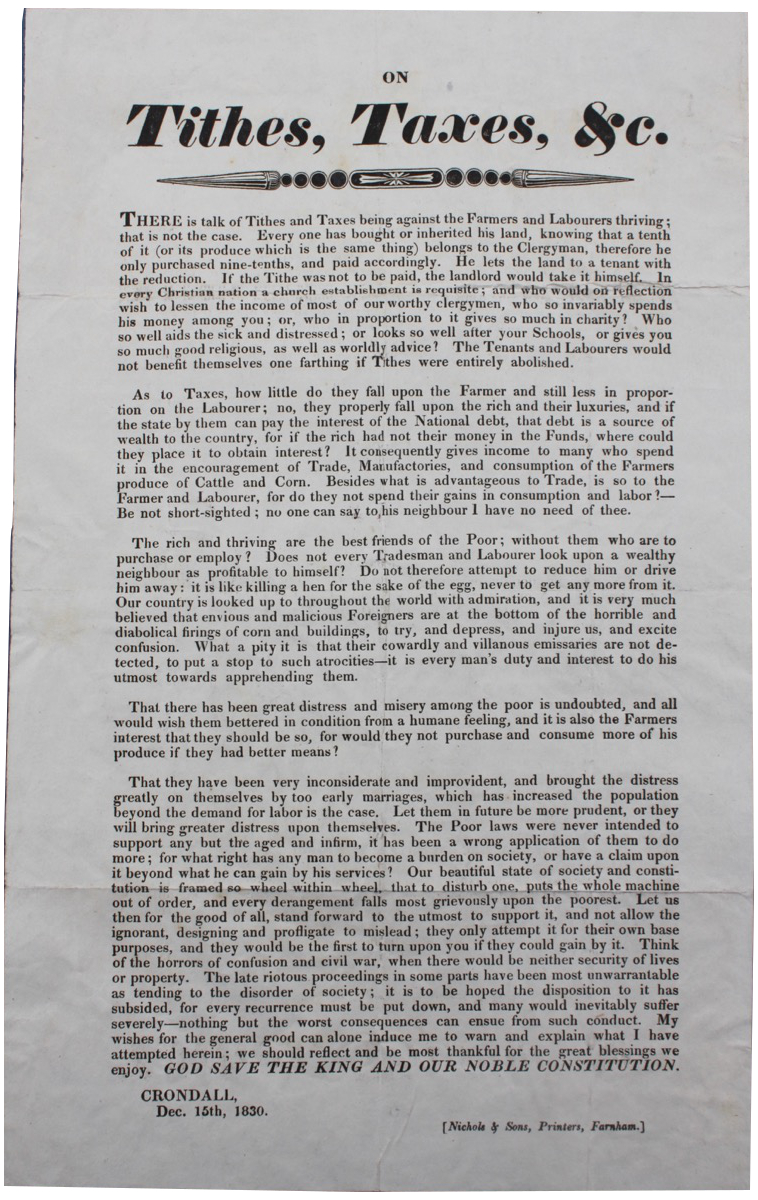 ON
Tithes, Taxes, &c.
THERE is talk of Tithes and Taxes being against the Farmers and Labourers thriving;
that is not the case. Every one has bought or inherited his land, knowing that a tenth
of it (or its produce which is the same thing) belongs to the Clergyman, therefore he
only purchased nine-tenths, and paid accordingly. He lets the land to a tenant with
the reduction. If the Tithe was not to be paid, the landlord would take it himself. In
every Christian nation a church establishment is requisite; and who would on reflection
wish to lessen the income of most of our worthy clergymen, who so invariably spends
his money among you; or, who in proportion to it gives so much in charity? Who
so well aids the sick and distressed; or looks so well after your Schools, or gives you
so much good religious, as well as worldly advice? The Tenants and Labourers would
not benefit themselves one farthing if Tithes were entirely abolished.
As to Taxes, how little do they fall upon the Farmer and still less in propor-
tion on the Labourer; no, they properly fall upon the rich and their luxuries, and if
the state by them can pay the interest of the National debt, that debt is a source of
wealth to the country, for if the rich had not their money in the Funds, where could
they place it to obtain interest? It consequently gives income to many who spend
it in the encouragement of Trade, Manufactories, and consumption of the Farmers
produce of Cattle and Corn. Besides what is advantageous to Trade, is so to the
Farmer and Labourer, for do they not spend their gains in consumption and labor?—
Be not short-sighted; no one can say to his neighbour I have no need of thee.
The rich and thriving are the best friends of the Poor; without them who are to
purchase or employ? Does not every Tradesman and Labourer look upon a wealthy
neighbour as profitable to himself? Do not therefore attempt to reduce him or drive
him away: it is like killing a hen for the sake of the egg, never to get any more from it.
Our country is looked up to throughout the world with admiration, and it is very much
believed that envious and malicious Foreigners are at the bottom of the horrible and
diabolical firings of corn and buildings, to try, and depress, and injure us, and excite
confusion. What a pity it is that their cowardly and villanous emissaries are not de-
tected, to put a stop to such atrocities—it is every man's duty and interest to do his
utmost towards apprehending them.
That there has been great distress and misery among the poor is undoubted, and all
would wish them bettered in condition from a humane feeling, and it is also the Farmers
interest that they should be so, for would they not purchase and consume more of his
produce if they had better means?
That they have been very inconsiderate and improvident, and brought the distress
greatly on themselves by too early marriages, which has increased the population
beyond the demand for labor is the case. Let them in future be more prudent, or they
will bring greater distress upon themselves. The Poor laws were never intended to
support any but the aged and infirm, it has been a wrong application of them to do
more; for what right has any man to become a burden on society, or have a claim upon
it beyond what he can gain by his services? Our beautiful state of society and consti-
tution is framed so wheel within wheel, that to disturb one, puts the whole machine
out of order, and every derangement falls most grievously upon the poorest. Let us
then for the good of all, stand forward to the utmost to support it, and not allow the
ignorant, designing and profligate to mislead; they only attempt it for their own base
purposes, and they would be the first to turn upon you if they could gain by it. Think
of the horrors of confusion and civil war, when there would be neither security of lives
or property. The late riotous proceedings in some parts have been most unwarrantable
as tending to the disorder of society; it is to be hoped the disposition to it has
subsided, for every recurrence must be put down, and many would inevitably suffer
severely—nothing but the worst consequences can ensue from such conduct. My
wishes for the general good can alone induce me to warn and explain what I have
attempted herein; we should reflect and be most thankful for the great blessings we
enjoy. GOD SAVE THE KING AND OUR NOBLE CONSTITUTION.
CRONDALL,
Dec. 15th, 1830.
[Nichols & Sons, Printers, Farnham.]